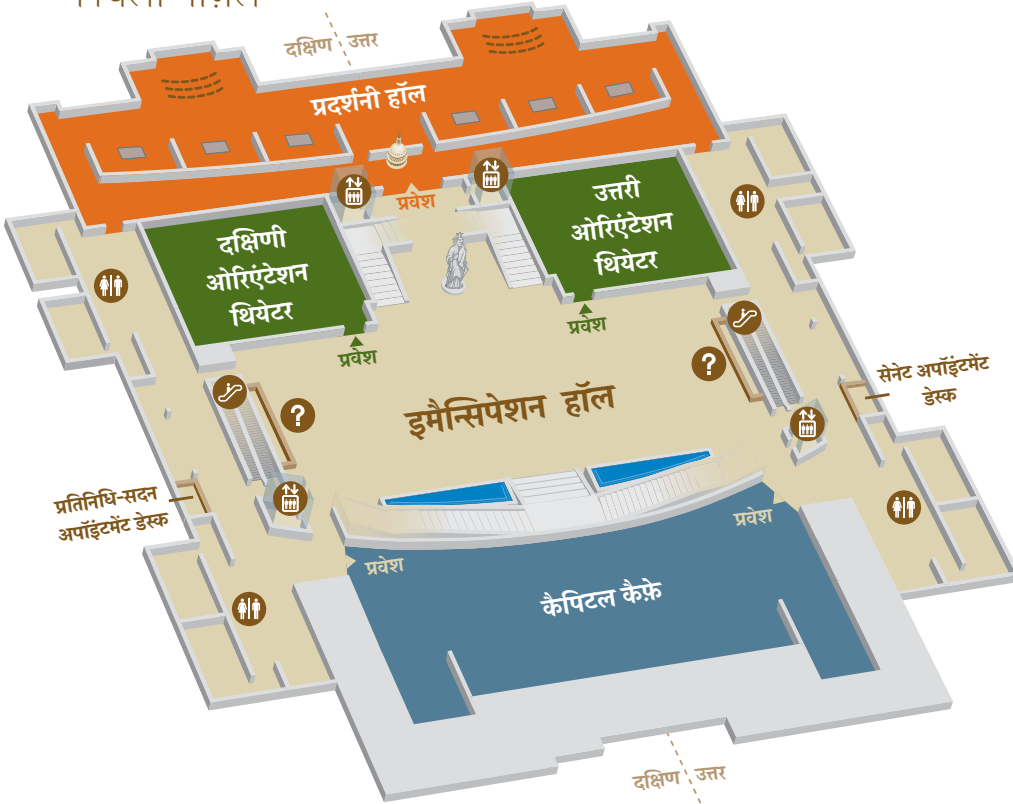 दक्षिण उत्तर
प्रदर्शनी हॉल
प्रवेश
दक्षिणी
ओरिएंटेशन
थियेटर
उत्तरी
ओरिएंटेशन
थियेटर
प्रवेश
प्रवेश
?
?
सेनेट अपॉइंटमेंट
डेस्क
इमैन्सिपेशन हॉल
प्रतिनिधि-सदन
अपॉइंटमेंट डेस्क
प्रवेश
प्रवेश
कैपिटल कैफ़े
दक्षिण उत्तर